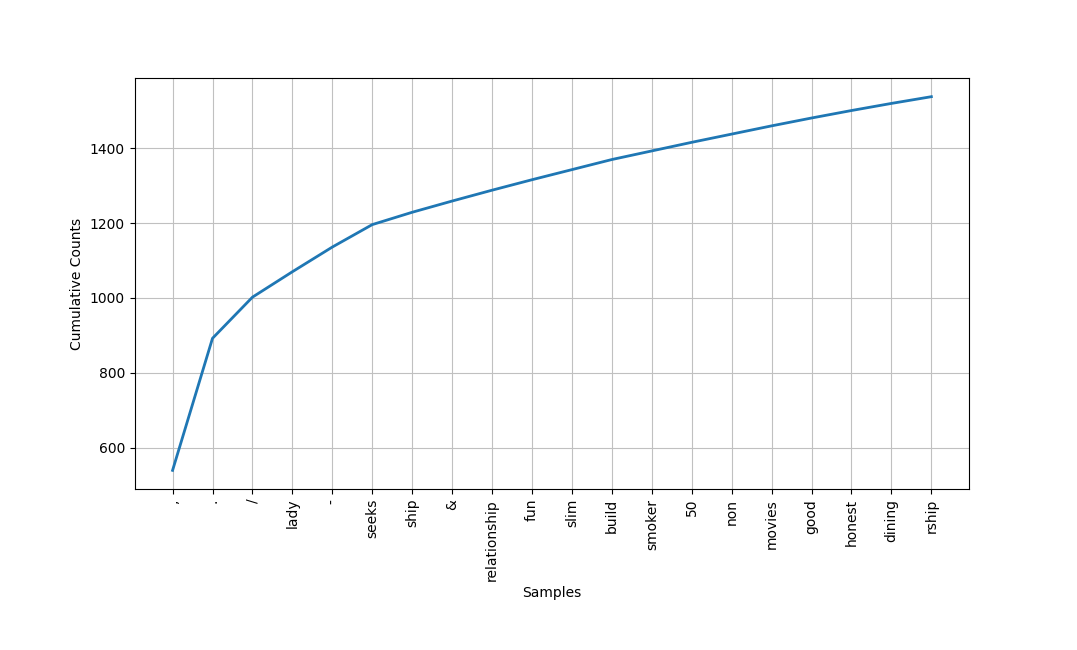 Cumulative Counts
1400
1200
1000
800
600
,
.
/
lady
-
seeks
ship
&
relationship
fun
slim
build
smoker
50
non
movies
good
honest
dining
rship
Samples